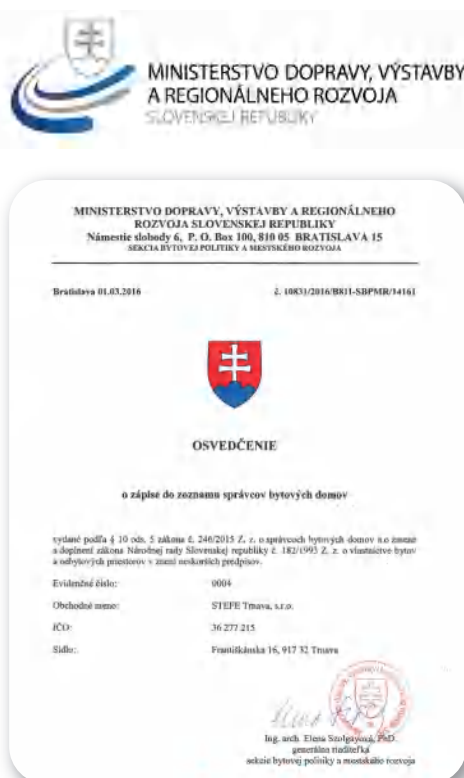 MINISTERSTVO DOPRAVY, VÝSTAVBY
A REGIONÁLNEHO ROZVOJA
SLOVENSKEJ REPUBLIKY
MINISTERSTVO DOPRAVY, VÝSTAVBY A REGIONÁLNEHO
ROZVOJA SLOVENSKEJ REPUBLIKY
Námestie slobody 6, P. O. Box 100, 810 05 BRATISLAVA 15
SEKCIA BYTOVEJ POLITIKY A MESTSKÉHO ROZVOJA
Bratislava 01.03.2016 č. 10831/2016/B811-SBPMR/14161
OSVEDČENIE
o zápise do zoznamu správcov bytových domov
vydané podľa § 10 ods. 5 zákona č. 246/2015 Z. z. o správcoch bytových domov a o zmene
a doplnení zákona Národnej rady Slovenskej republiky č. 182/1993 Z. z. o vlastníctve bytov
a nebytových priestorov v znení neskorších predpisov.
Evidenčné číslo: 0004
Obchodné meno: STEFE Trnava, s.r.o.
IČO: 36 277 215
Sídlo: Františkánska 16, 917 32 Trnava
Ing. arch. Elena Szolgayová, PhD.
generálna riaditeľka
sekcie bytovej politiky a mestského rozvoja